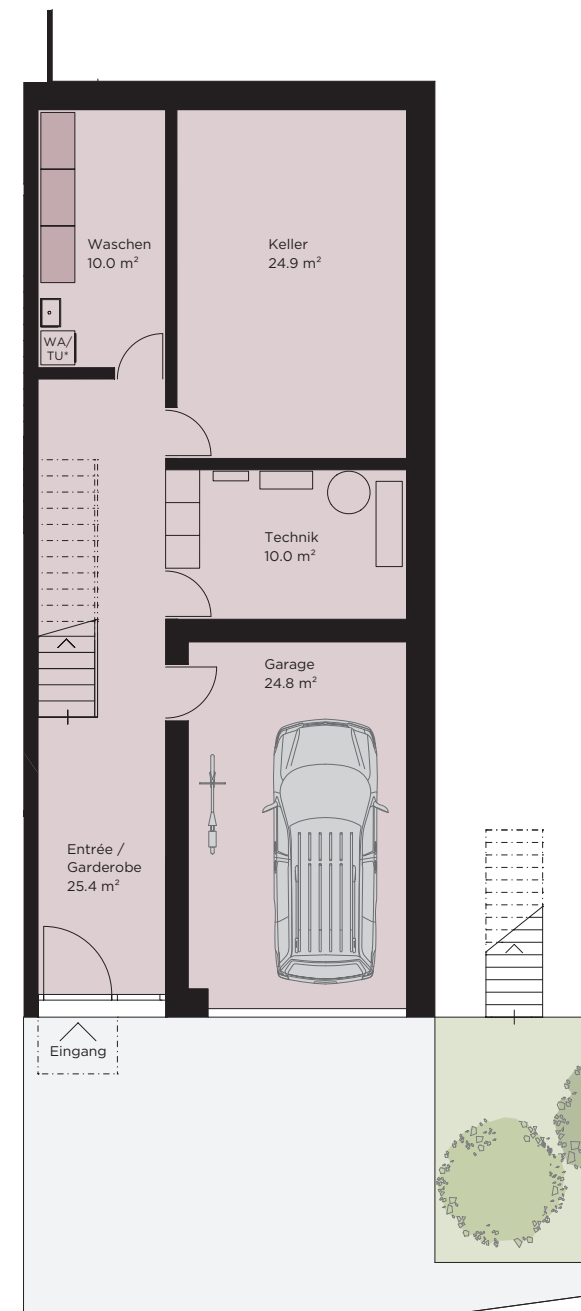 Waschen
10.0 m²
Keller
24.9 m²
WA/
TU*
Technik
10.0 m²
Garage
24.8 m²
Entrée /
Garderobe
25.4 m²
Eingang